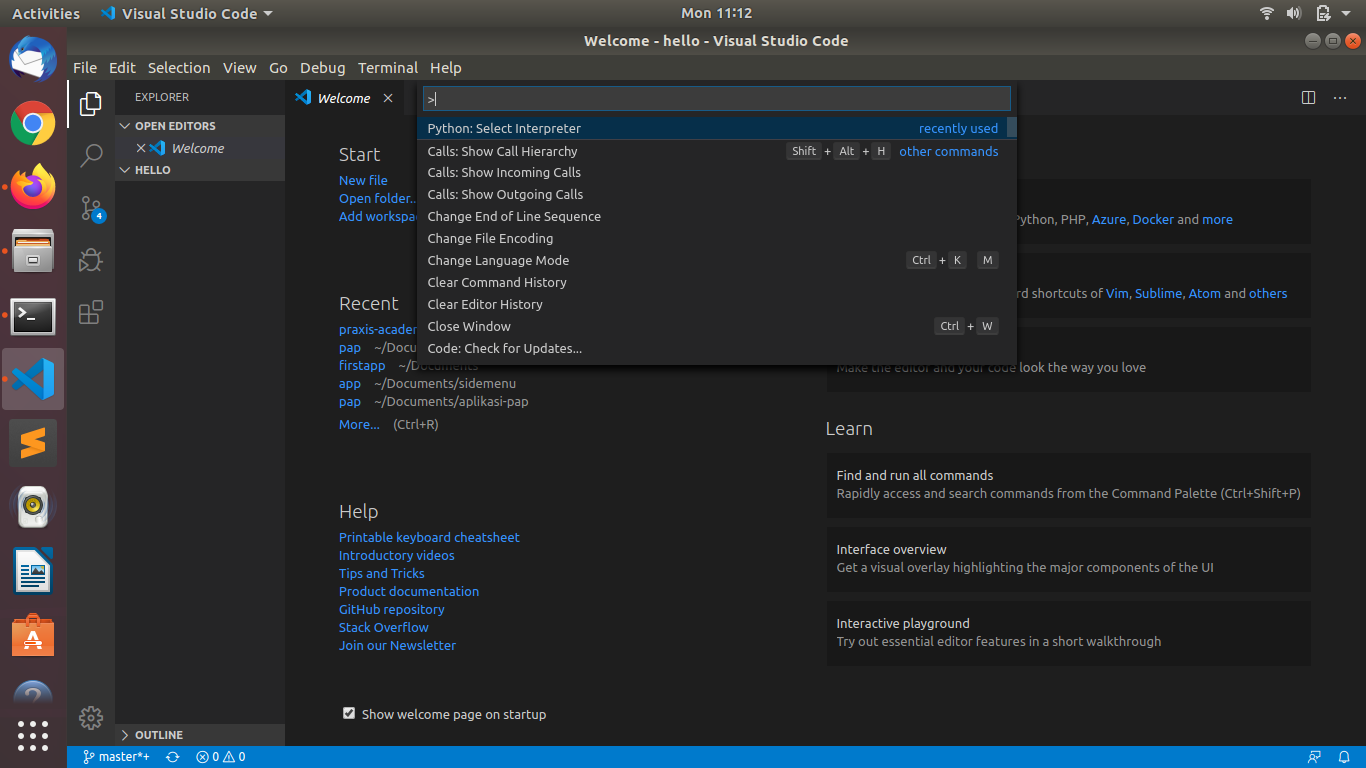 Activities Visual Studio Code Mon 11:12
Welcome - hello - Visual Studio Code
File Edit Selection View Go Debug Terminal Help
EXPLORER
OPEN EDITORS
Welcome
HELLO
4
OUTLINE
Welcome
>
Python: Select Interpreter recently used
Calls: Show Call Hierarchy Shift + Alt + H other commands
Calls: Show Incoming Calls
Calls: Show Outgoing Calls
Change End of Line Sequence
Change File Encoding
Change Language Mode Ctrl + K M
Clear Command History
Clear Editor History
Close Window Ctrl + W
Code: Check for Updates...
Start
New file
Open folder..
Add workspa
Recent
praxis-acade
pap ~/Docu
firstapp ~/Documents
app ~/Documents/sidemenu
pap ~/Documents/aplikasi-pap
More... (Ctrl+R)
Help
Printable keyboard cheatsheet
Introductory videos
Tips and Tricks
Product documentation
GitHub repository
Stack Overflow
Join our Newsletter
Show welcome page on startup
Python, PHP, Azure, Docker and more
rd shortcuts of Vim, Sublime, Atom and others
Make the editor and your code look the way you love
Learn
Find and run all commands
Rapidly access and search commands from the Command Palette (Ctrl+Shift+P)
Interface overview
Get a visual overlay highlighting the major components of the UI
Interactive playground
Try out essential editor features in a short walkthrough
master*+ 0 0